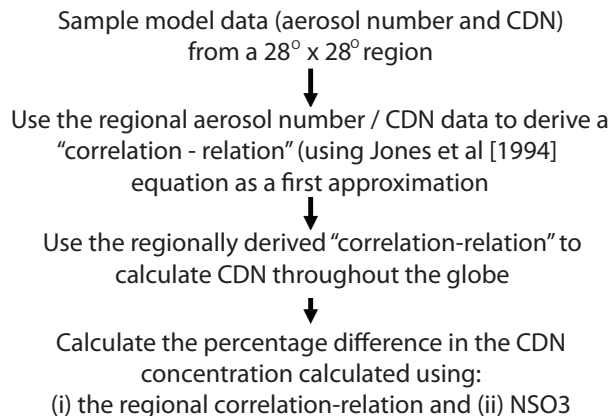 Sample model data (aerosol number and CDN)
from a 28° x 28° region
Use the regional aerosol number / CDN data to derive a
“correlation - relation” (using Jones et al [1994]
equation as a first approximation
Use the regionally derived “correlation-relation” to
calculate CDN throughout the globe
Calculate the percentage difference in the CDN
concentration calculated using:
(i) the regional correlation-relation and (ii) NSO3